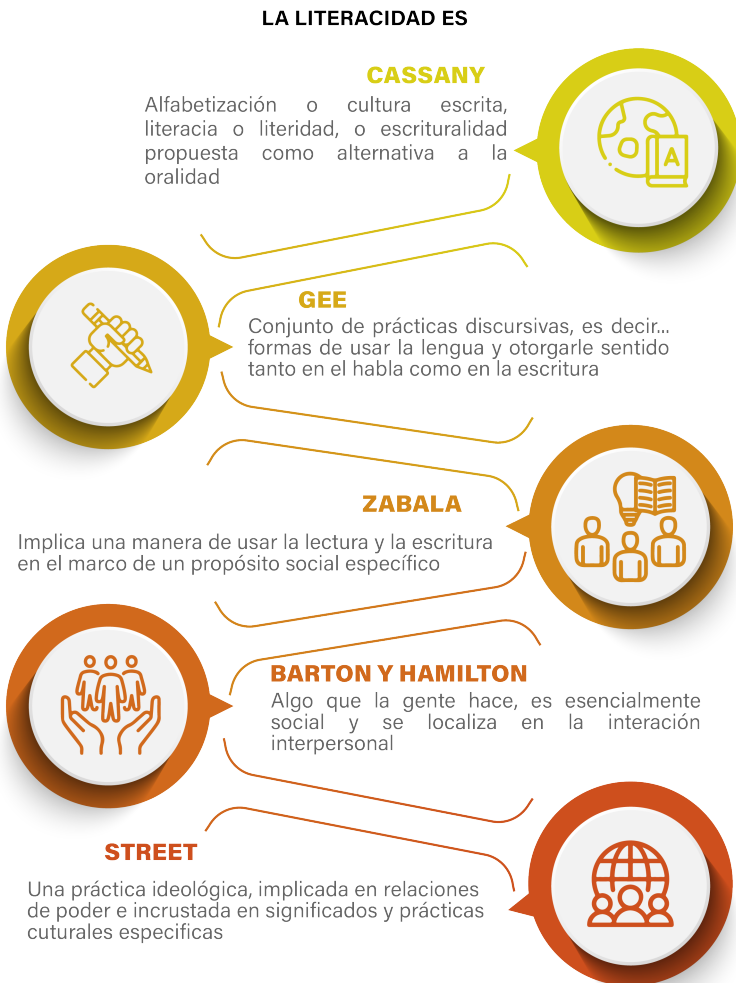 LA LITERACIDAD ES
CASSANY
Alfabetización o cultura escrita,
literacia o literidad, o escrituralidad
propuesta como alternativa a la
oralidad
A
GEE
Conjunto de prácticas discursivas, es decir...
formas de usar la lengua y otorgarle sentido
tanto en el habla como en la escritura
ZABALA
Implica una manera de usar la lectura y la escritura
en el marco de un propósito social específico
BARTON Y HAMILTON
Algo que la gente hace, es esencialmente
social y se localiza en la interación
interpersonal
STREET
Una práctica ideológica, implicada en relaciones
de poder e incrustada en significados y prácticas
cuturales especificas